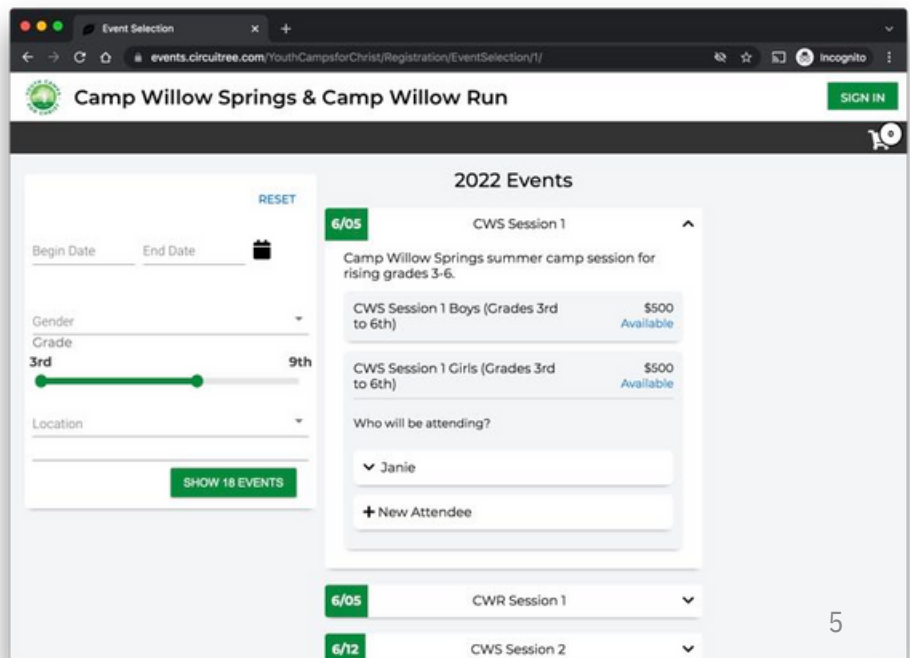 Event Selection
events.circuitree.com/YouthCampsforChrist/Registration/EventSelection/1/
Incognito
Camp Willow Springs & Camp Willow Run
SIGN IN
0
RESET
Begin Date
End Date
Gender
Grade
3rd
9th
Location
SHOW 18 EVENTS
2022 Events
6/05
CWS Session 1
Camp Willow Springs summer camp session for
rising grades 3-6.
CWS Session 1 Boys (Grades 3rd
to 6th)
$500
Available
CWS Session 1 Girls (Grades 3rd
to 6th)
$500
Available
Who will be attending?
Janie
+ New Attendee
6/05
CWR Session 1
6/12
CWS Session 2
5